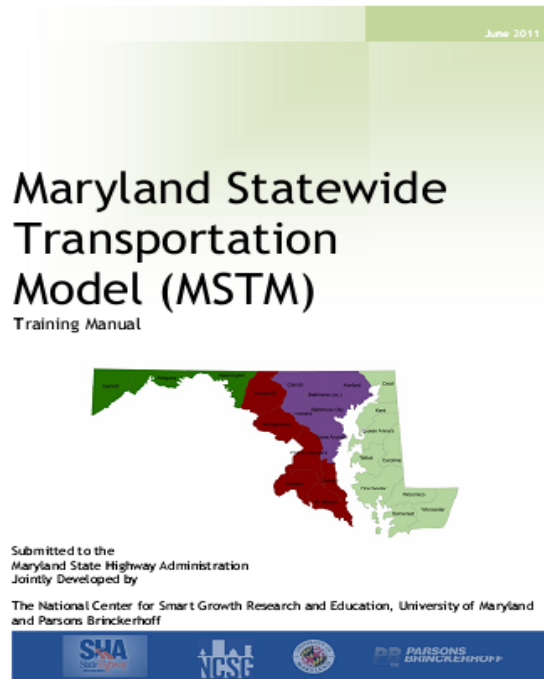 June 2011
Maryland Statewide
Transportation
Model (MSTM)
Training Manual
Garrett
Allegany
Washington
Frederick
Carroll
Harford
Cecil
Baltimore City
Howard
Kent
Queen Anne's
Montgomery
Talbot
Caroline
Dorchester
Wicomico
Somerset
Worcester
Submitted to the
Maryland State Highway Administration
Jointly Developed by
The National Center for Smart Growth Research and Education, University of Maryland
and Parsons Brinckerhoff
SHA
State Highway
NCSG
PB PARSONS
BRINCKERHOFF